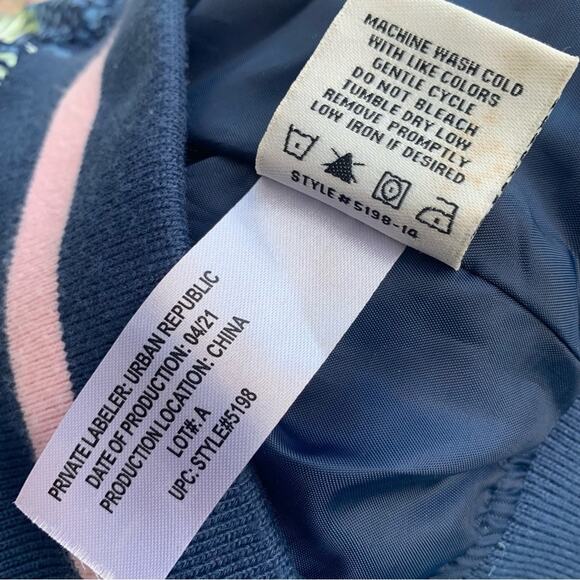 MACHINE WASH COLD
WITH LIKE COLORS
GENTLE CYCLE
DO NOT BLEACH
TUMBLE DRY LOW
REMOVE PROMPTLY
LOW IRON IF DESIRED
STYLE#5198-14
PRIVATE LABELER: URBAN REPUBLIC
DATE OF PRODUCTION: 04/21
PRODUCTION LOCATION: CHINA
LOT#: A
UPC: STYLE#5198